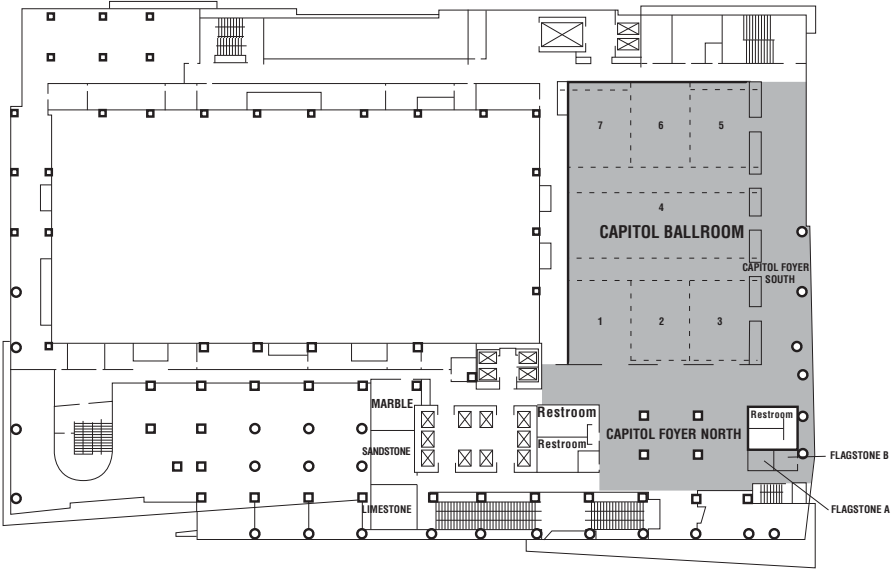 7 6 5
4
CAPITOL BALLROOM
CAPITOL FOYER
SOUTH
1 2 3
MARBLE
Restroom
Restroom
Restroom
CAPITOL FOYER NORTH
SANDSTONE
FLAGSTONE B
LIMESTONE
FLAGSTONE A